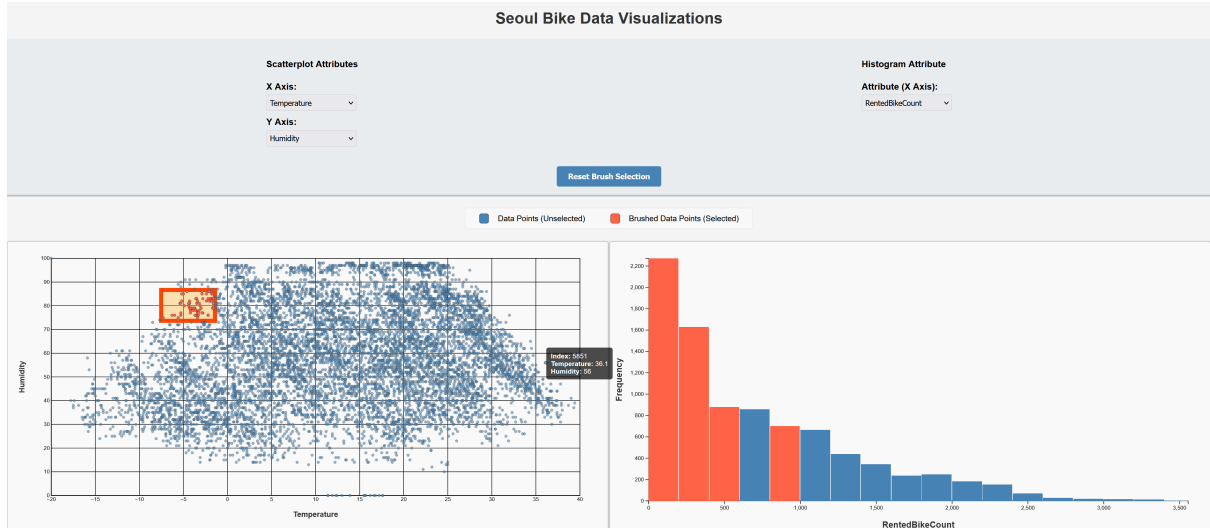 Seoul Bike Data Visualizations
Scatterplot Attributes
X Axis:
Temperature
Y Axis:
Humidity
Histogram Attribute
Attribute (X Axis):
RentedBikeCount
Reset Brush Selection
Data Points (Unselected)
Brushed Data Points (Selected)
100
90
80
70
60
50
40
30
20
10
0
Humidity
−20
−15
−10
−5
0
5
10
15
20
25
30
35
40
Temperature
Index: 5851
Temperature: 36.1
Humidity: 56
2,200
2,000
1,800
1,600
1,400
1,200
1,000
800
600
400
200
0
Frequency
0
500
1,000
1,500
2,000
2,500
3,000
3,500
RentedBikeCount